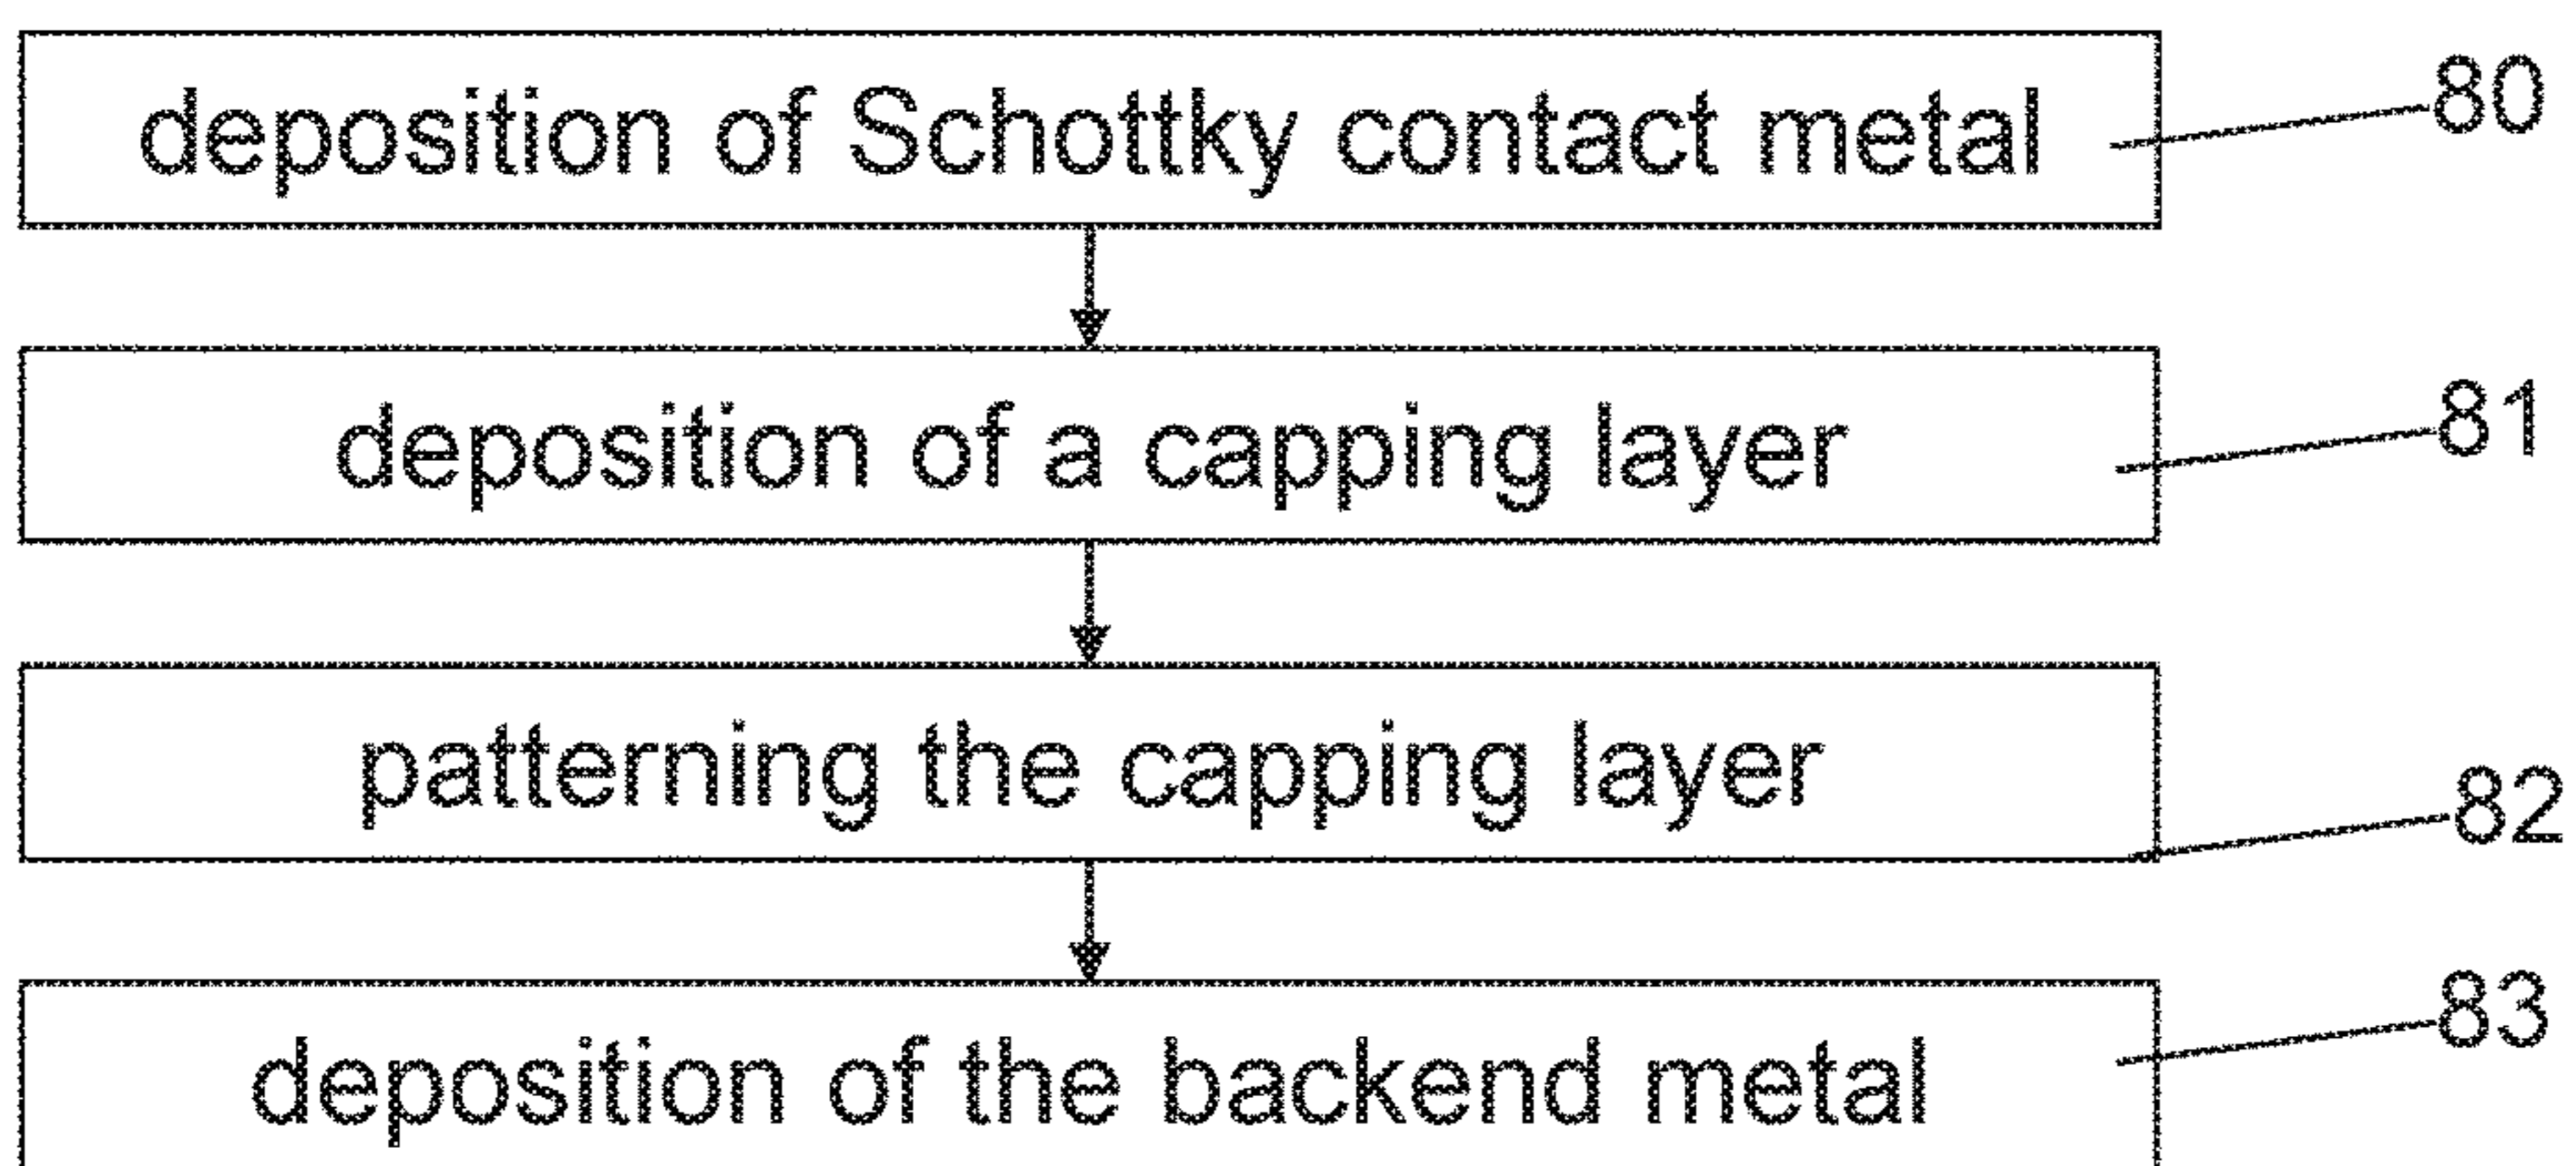 deposition of Schottky contact metal
80
deposition of a capping layer
81
patterning the capping layer
82
deposition of the backend metal
83